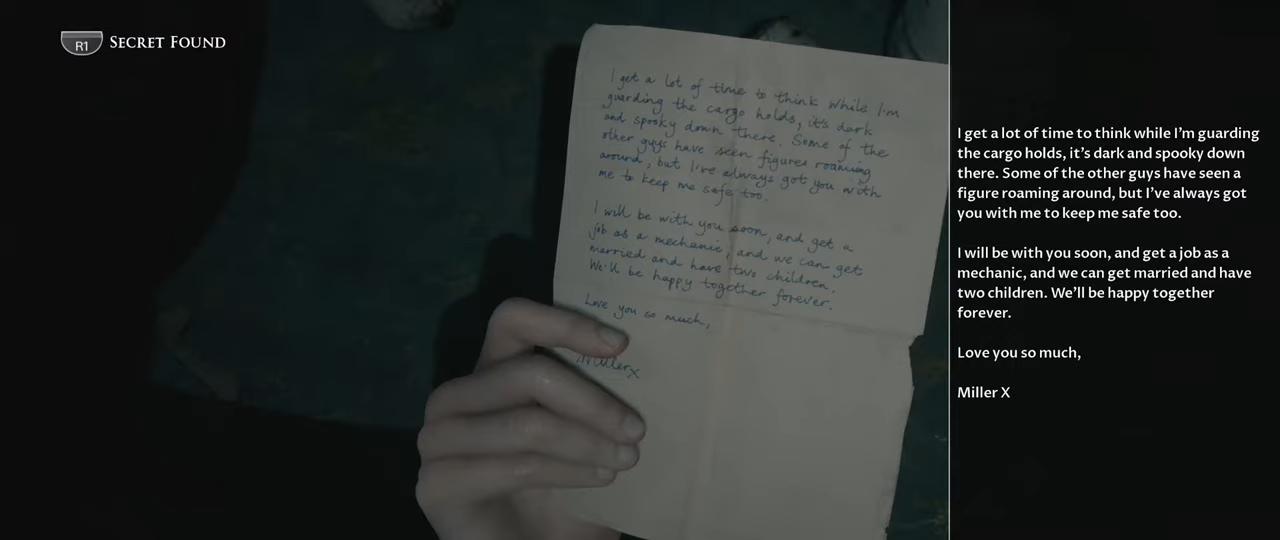 R1 SECRET FOUND
I get a lot of time to think while I'm
guarding the cargo holds, it's dark
and spooky down there. Some of the
other guys have seen figures roaming
around, but I've always got you with
me to keep me safe too.
I will be with you soon, and get a
job as a mechanic, and we can get
married and have two children.
We'll be happy together forever.
Love you so much,
Miller x
I get a lot of time to think while I'm guarding
the cargo holds, it's dark and spooky down
there. Some of the other guys have seen a
figure roaming around, but I've always got
you with me to keep me safe too.
I will be with you soon, and get a job as a
mechanic, and we can get married and have
two children. We'll be happy together
forever.
Love you so much,
Miller X